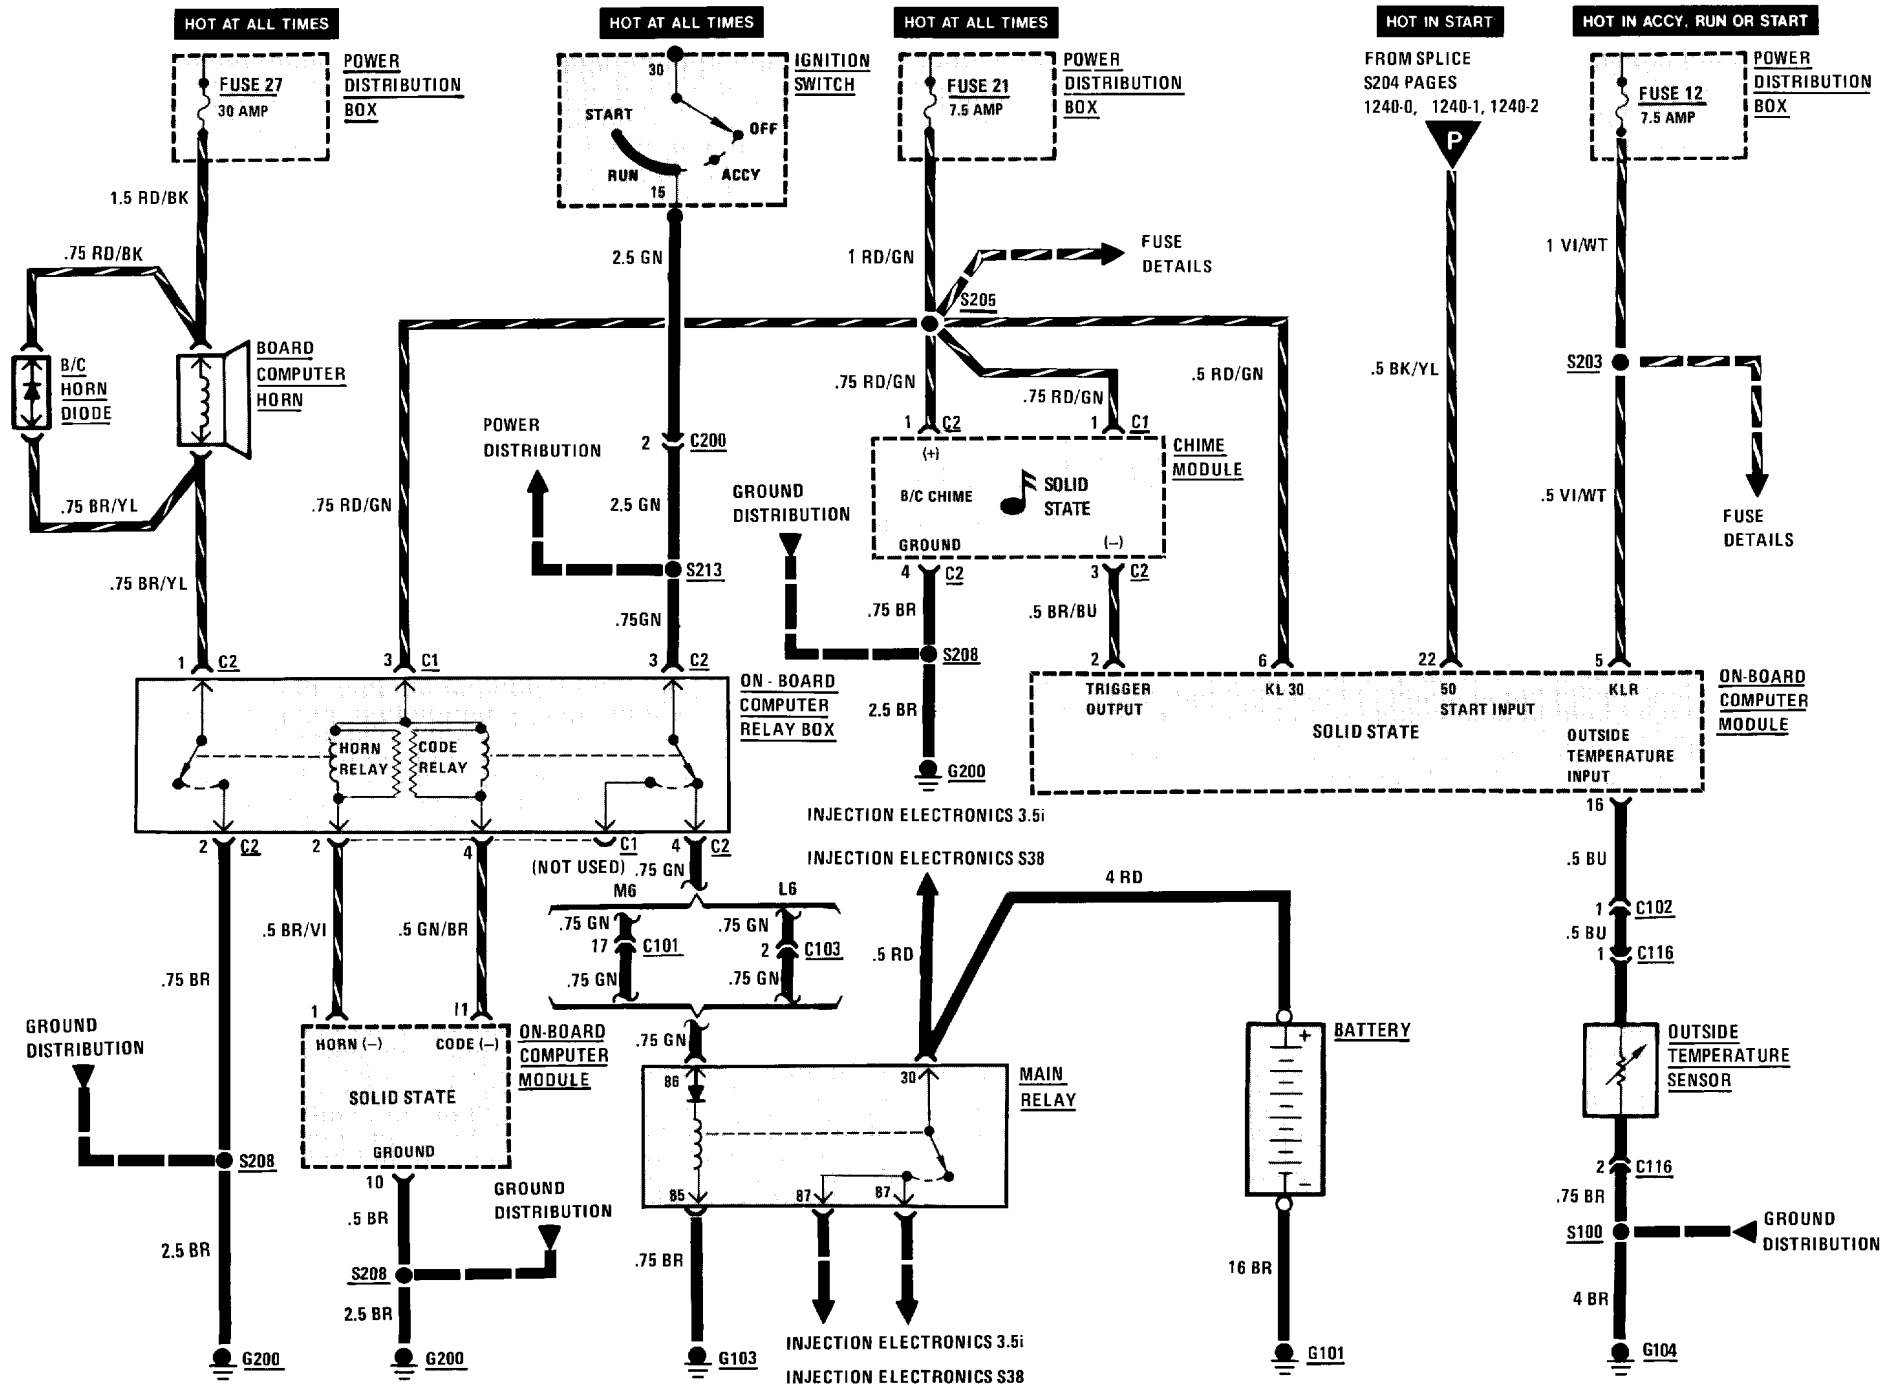 HOT AT ALL TIMES
HOT AT ALL TIMES
HOT AT ALL TIMES
HOT IN START
HOT IN ACCY, RUN OR START
FUSE 27
30 AMP
POWER
DISTRIBUTION
BOX
30
START
OFF
RUN
ACCY
15
IGNITION
SWITCH
FUSE 21
7.5 AMP
POWER
DISTRIBUTION
BOX
FROM SPLICE
S204 PAGES
1240-0, 1240-1, 1240-2
P
FUSE 12
7.5 AMP
POWER
DISTRIBUTION
BOX
1.5 RD/BK
.75 RD/BK
2.5 GN
1 RD/GN
FUSE
DETAILS
1 VI/WT
S205
B/C
HORN
DIODE
BOARD
COMPUTER
HORN
.75 RD/GN
.75 RD/GN
.5 RD/GN
.5 BK/YL
S203
POWER
DISTRIBUTION
2
C200
1
C2
1
C1
(+)
B/C CHIME
SOLID
STATE
GROUND
(–)
CHIME
MODULE
.75 BR/YL
.75 RD/GN
2.5 GN
GROUND
DISTRIBUTION
.5 VI/WT
FUSE
DETAILS
.75 BR/YL
S213
.75GN
4
C2
3
C2
.75 BR
.5 BR/BU
S208
2.5 BR
G200
1
C2
3
C1
3
C2
2
6
22
5
HORN
RELAY
CODE
RELAY
ON - BOARD
COMPUTER
RELAY BOX
TRIGGER
OUTPUT
KL 30
50
START INPUT
KLR
SOLID STATE
OUTSIDE
TEMPERATURE
INPUT
ON-BOARD
COMPUTER
MODULE
2
C2
2
4
C1
(NOT USED)
4
C2
.75 GN
INJECTION ELECTRONICS 3.5i
INJECTION ELECTRONICS S38
16
.5 BU
4 RD
M6
L6
.75 GN
.75 GN
17
C101
2
C103
.75 GN
.75 GN
.5 BR/VI
.5 GN/BR
.75 BR
.5 RD
1
C102
.5 BU
1
C116
1
11
HORN (–)
CODE (–)
SOLID STATE
GROUND
ON-BOARD
COMPUTER
MODULE
GROUND
DISTRIBUTION
.75 GN
86
30
85
87
87
MAIN
RELAY
+
–
BATTERY
OUTSIDE
TEMPERATURE
SENSOR
S208
10
.5 BR
GROUND
DISTRIBUTION
2
C116
.75 BR
S100
GROUND
DISTRIBUTION
2.5 BR
S208
2.5 BR
.75 BR
16 BR
4 BR
G200
G200
G103
INJECTION ELECTRONICS 3.5i
INJECTION ELECTRONICS S38
G101
G104